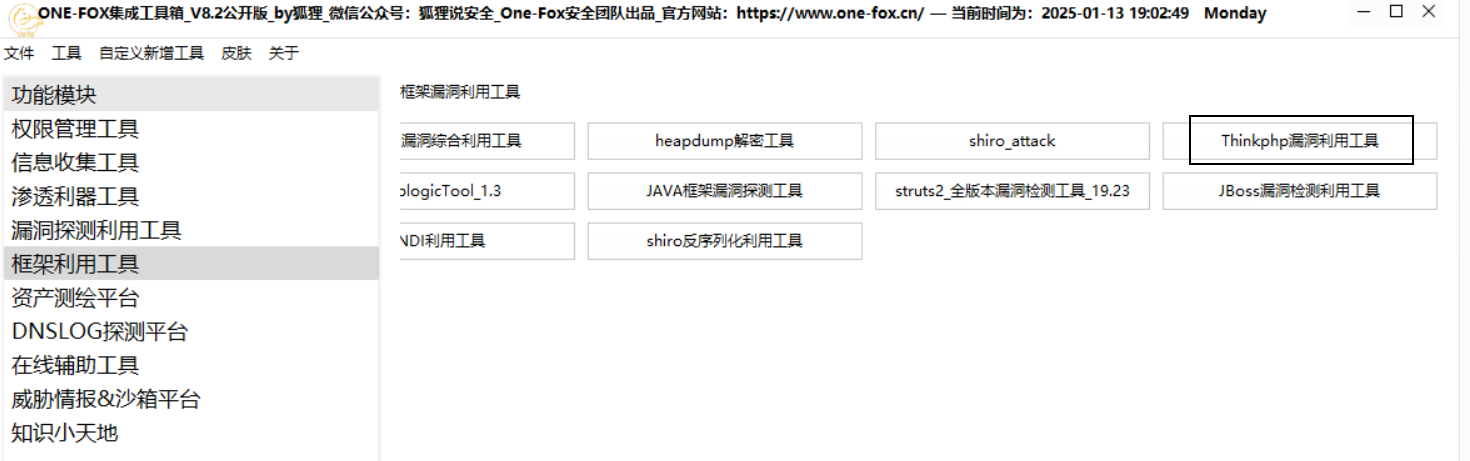 ONE-FOX集成工具箱_V8.2公开版_by狐狸_微信公众号：狐狸说安全_One-Fox安全团队出品_官方网站：https://www.one-fox.cn/ — 当前时间为：2025-01-13 19:02:49 Monday
文件 工具 自定义新增工具 皮肤 关于
功能模块
权限管理工具
信息收集工具
渗透利器工具
漏洞探测利用工具
框架利用工具
资产测绘平台
DNSLOG探测平台
在线辅助工具
威胁情报&沙箱平台
知识小天地
框架漏洞利用工具
漏洞综合利用工具 heapdump解密工具 shiro_attack Thinkphp漏洞利用工具
ologicTool_1.3 JAVA框架漏洞探测工具 struts2_全版本漏洞检测工具_19.23 JBoss漏洞检测利用工具
NDI利用工具 shiro反序列化利用工具